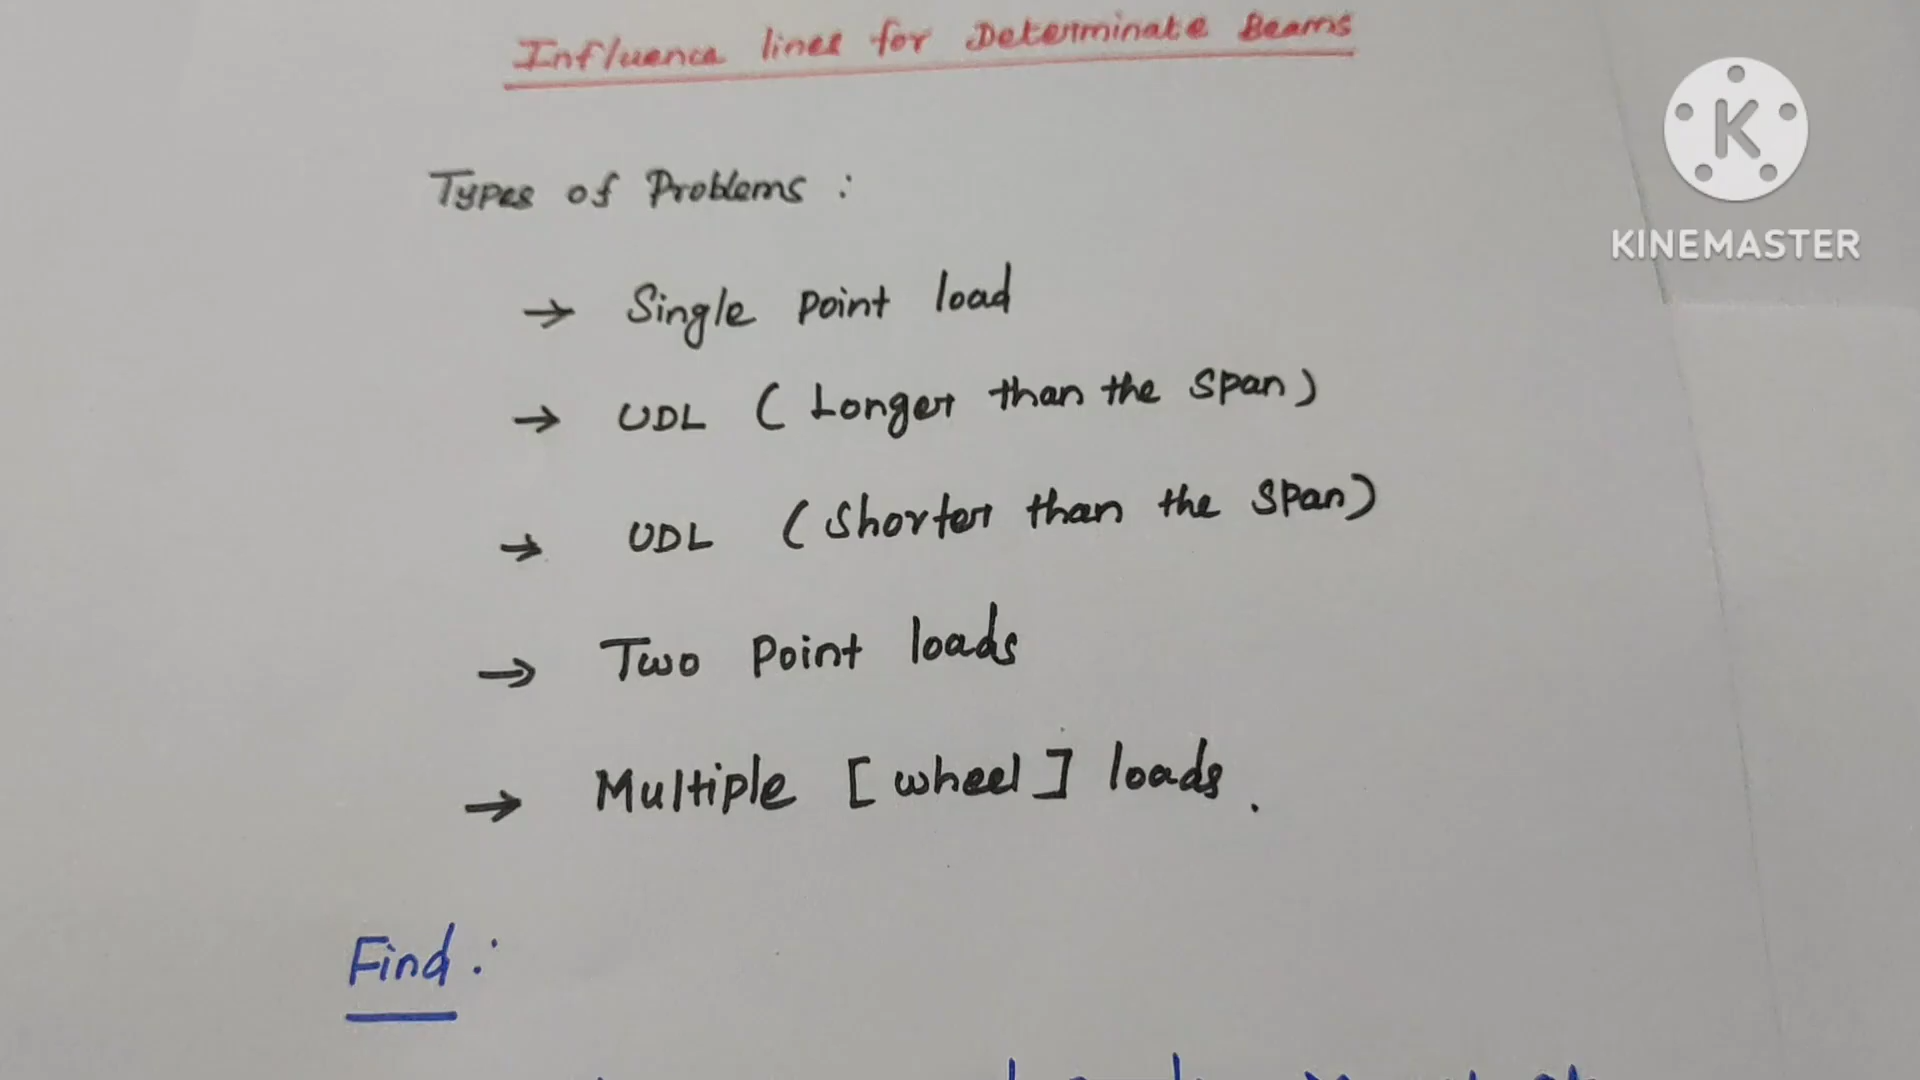 Influence lines for Determinate Beams
K
KINEMASTER
Types of Problems :
→ Single point load
→ UDL ( Longer than the span )
→ UDL ( Shorter than the span )
→ Two point loads
→ Multiple [ wheel ] loads .
Find :